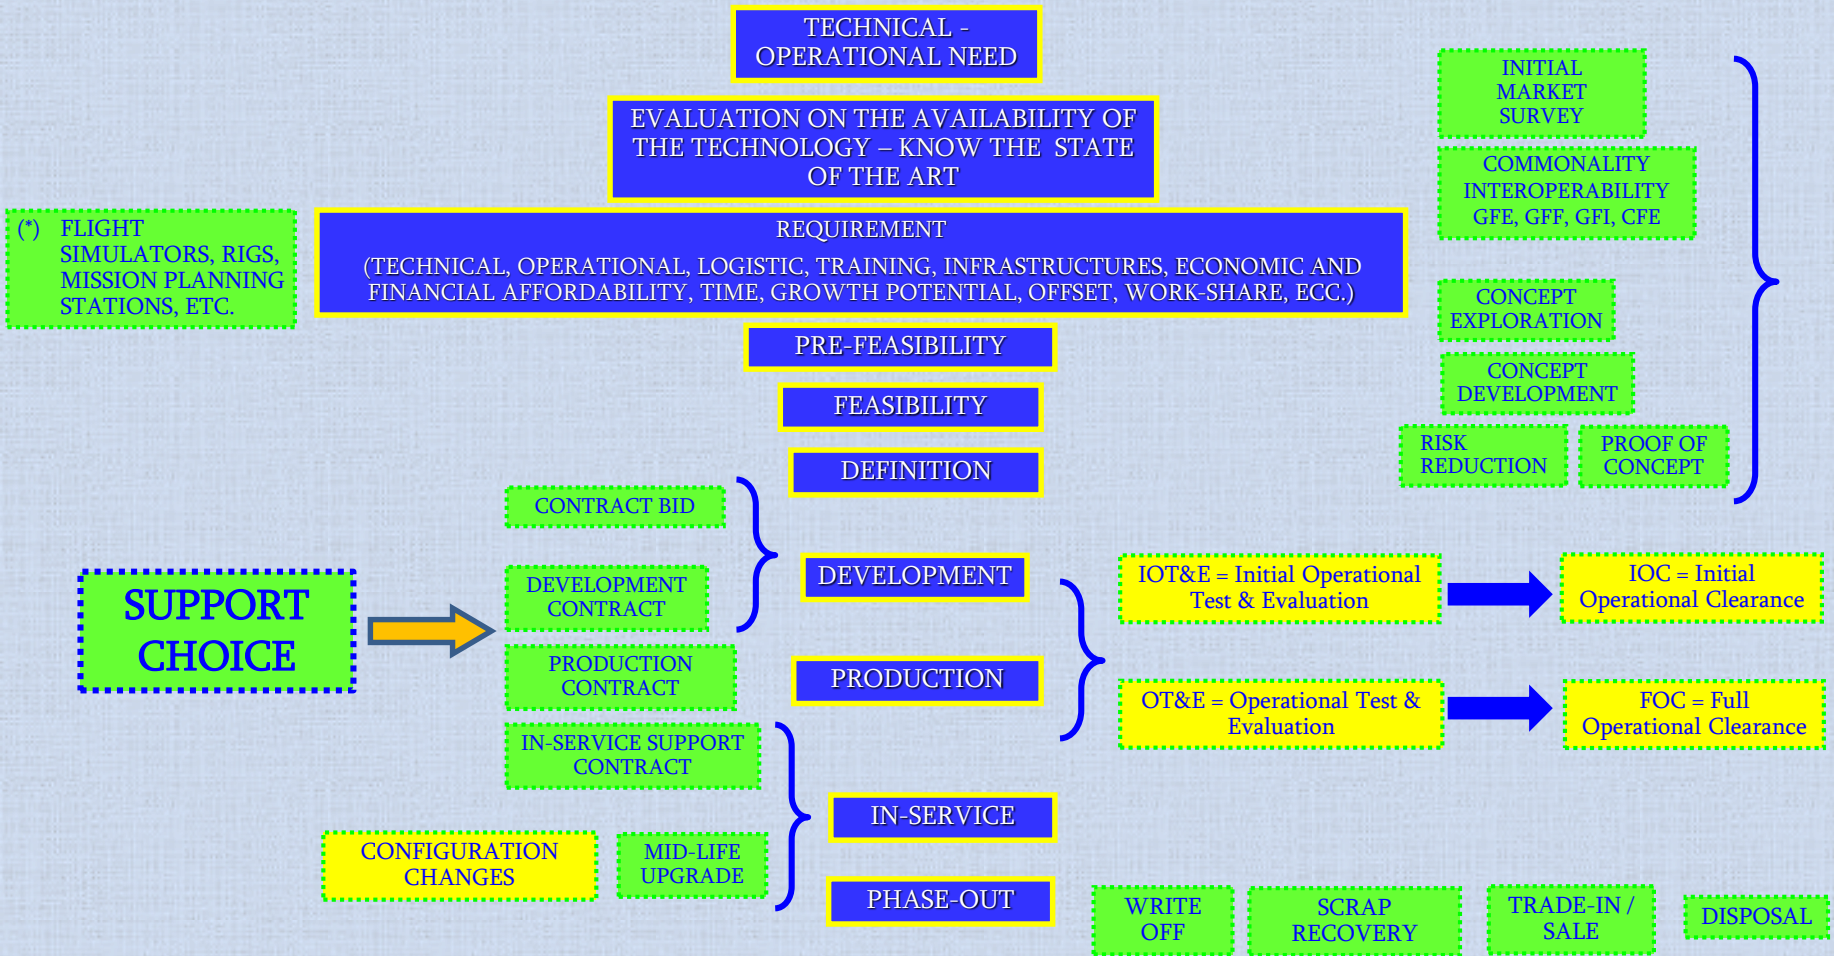 TECHNICAL -
OPERATIONAL NEED
EVALUATION ON THE AVAILABILITY OF
THE TECHNOLOGY – KNOW THE STATE
OF THE ART
INITIAL
MARKET
SURVEY
COMMONALITY
INTEROPERABILITY
GFE, GFF, GFI, CFE
(*) FLIGHT
SIMULATORS, RIGS,
MISSION PLANNING
STATIONS, ETC.
REQUIREMENT
(TECHNICAL, OPERATIONAL, LOGISTIC, TRAINING, INFRASTRUCTURES, ECONOMIC AND
FINANCIAL AFFORDABILITY, TIME, GROWTH POTENTIAL, OFFSET, WORK-SHARE, ECC.)
CONCEPT
EXPLORATION
PRE-FEASIBILITY
CONCEPT
DEVELOPMENT
FEASIBILITY
RISK
REDUCTION
PROOF OF
CONCEPT
DEFINITION
CONTRACT BID
SUPPORT
CHOICE
DEVELOPMENT
CONTRACT
DEVELOPMENT
IOT&E = Initial Operational
Test & Evaluation
IOC = Initial
Operational Clearance
PRODUCTION
CONTRACT
PRODUCTION
OT&E = Operational Test &
Evaluation
FOC = Full
Operational Clearance
IN-SERVICE SUPPORT
CONTRACT
IN-SERVICE
CONFIGURATION
CHANGES
MID-LIFE
UPGRADE
PHASE-OUT
WRITE
OFF
SCRAP
RECOVERY
TRADE-IN /
SALE
DISPOSAL